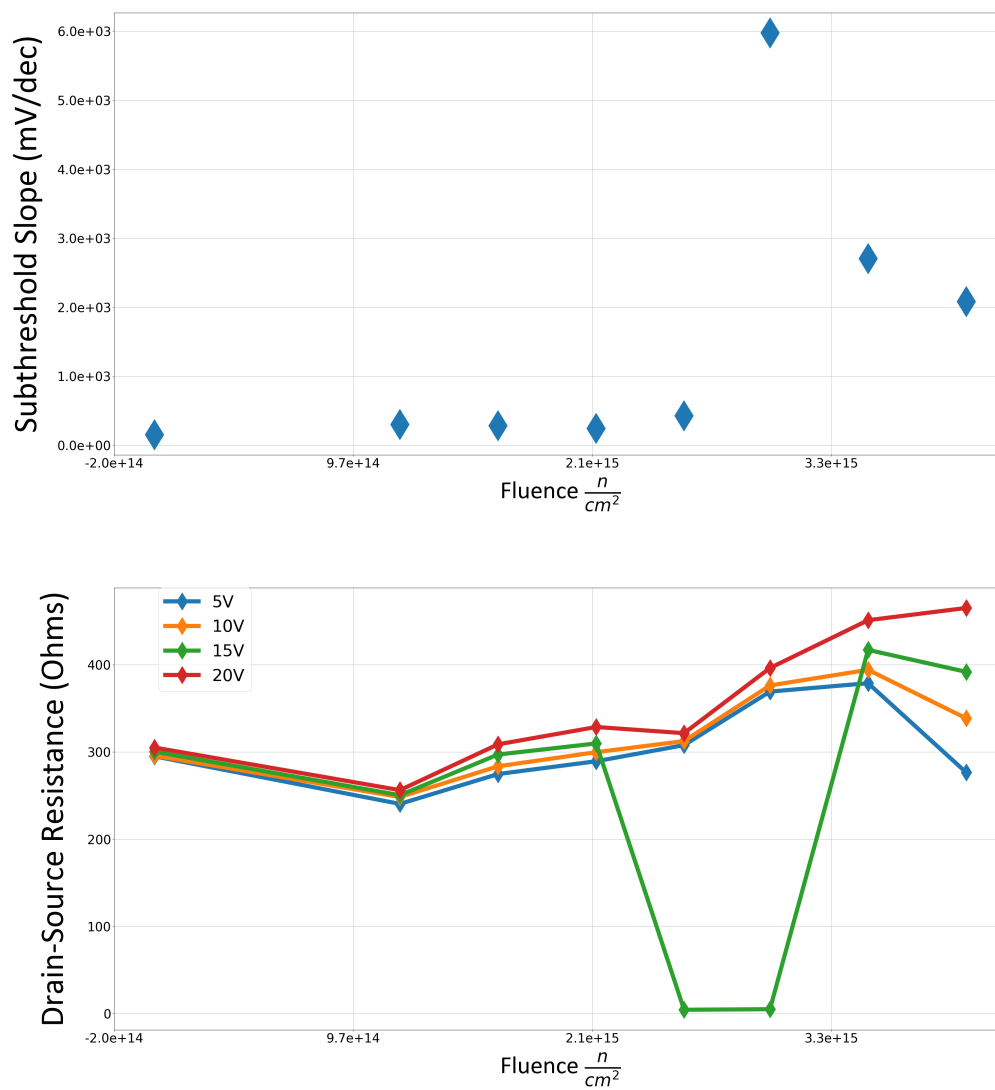 Subthreshold Slope (mV/dec)
6.0e+03
5.0e+03
4.0e+03
3.0e+03
2.0e+03
1.0e+03
0.0e+00
-2.0e+14 9.7e+14 2.1e+15 3.3e+15
Fluence n/cm²
Drain-Source Resistance (Ohms)
5V
10V
15V
20V
400
300
200
100
0
-2.0e+14 9.7e+14 2.1e+15 3.3e+15
Fluence n/cm²